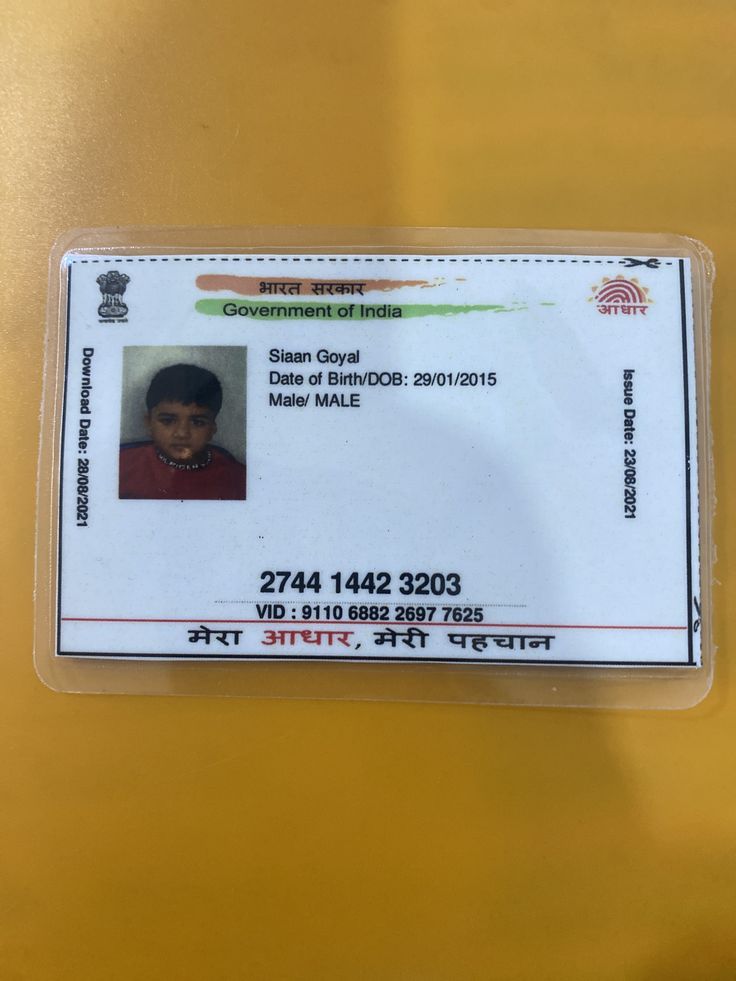 भारत सरकार
Government of India
आधार
Download Date: 28/08/2021
Siaan Goyal
Date of Birth/DOB: 29/01/2015
Male/ MALE
Issue Date: 23/08/2021
2744 1442 3203
VID : 9110 6882 2697 7625
मेरा आधार, मेरी पहचान